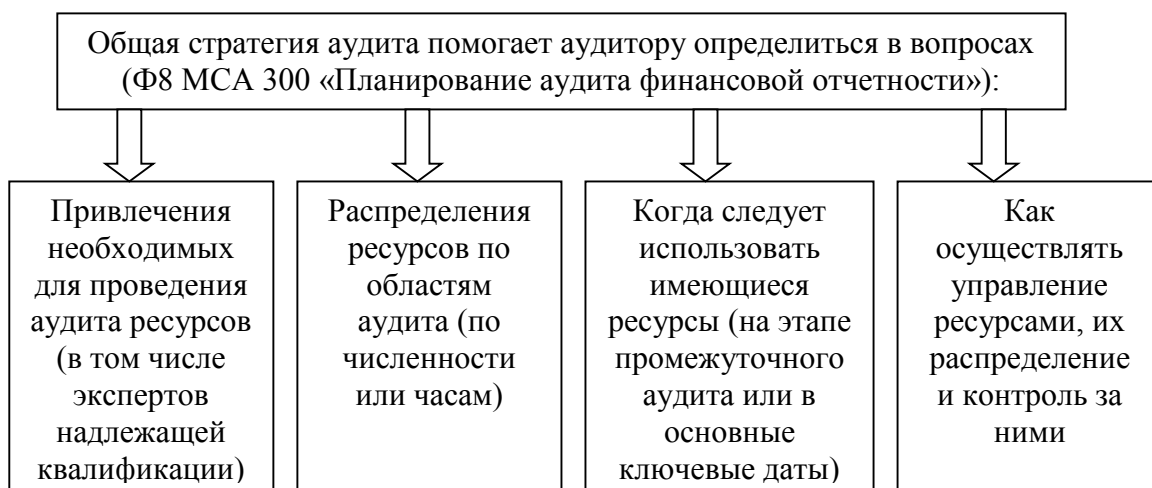 Общая стратегия аудита помогает аудитору определиться в вопросах
(Ф8 МСА 300 «Планирование аудита финансовой отчетности»):
Привлечения
необходимых
для проведения
аудита ресурсов
(в том числе
экспертов
надлежащей
квалификации)
Распределения
ресурсов по
областям
аудита (по
численности
или часам)
Когда следует
использовать
имеющиеся
ресурсы (на этапе
промежуточного
аудита или в
основные
ключевые даты)
Как
осуществлять
управление
ресурсами, их
распределение
и контроль за
ними